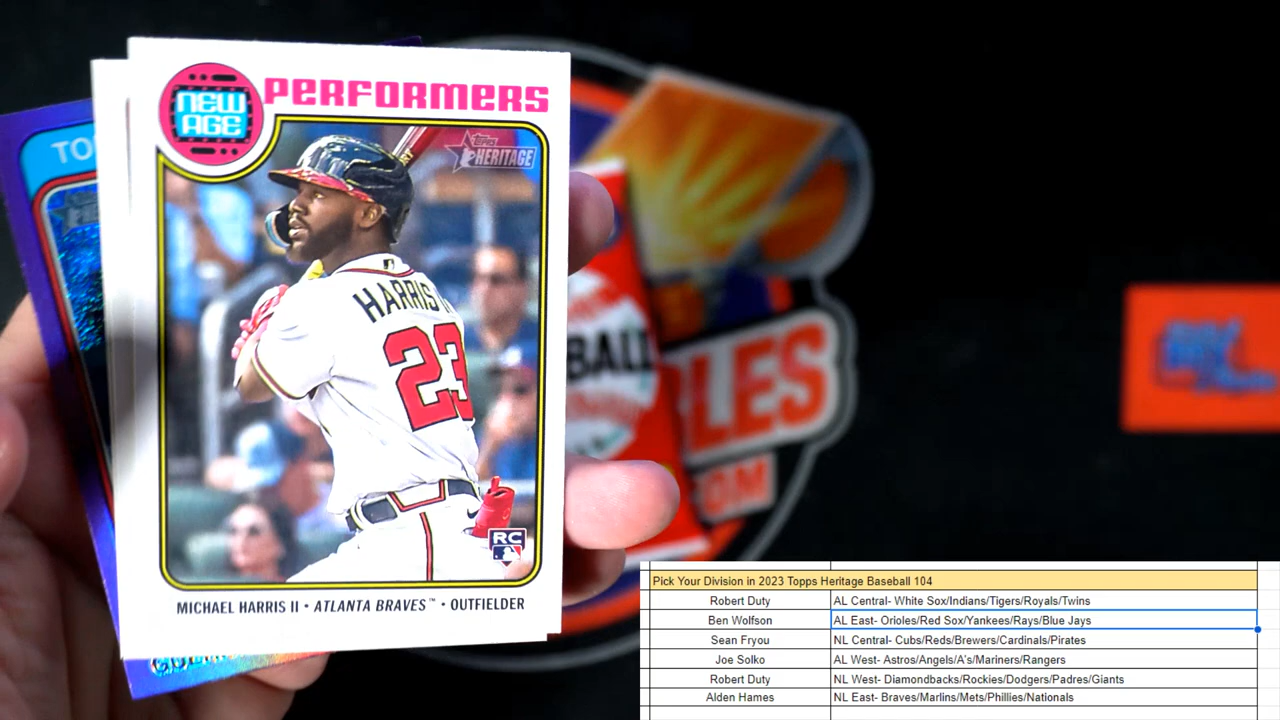 NEW AGE
PERFORMERS
TOPPS HERITAGE
HARRIS
23
RC
MICHAEL HARRIS II • ATLANTA BRAVES™ • OUTFIELDER
HERITAGE
BALL
LES
OM
Pick Your Division in 2023 Topps Heritage Baseball 104
Robert Duty AL Central- White Sox/Indians/Tigers/Royals/Twins
Ben Wolfson AL East- Orioles/Red Sox/Yankees/Rays/Blue Jays
Sean Fryou NL Central- Cubs/Reds/Brewers/Cardinals/Pirates
Joe Solko AL West- Astros/Angels/A's/Mariners/Rangers
Robert Duty NL West- Diamondbacks/Rockies/Dodgers/Padres/Giants
Alden Hames NL East- Braves/Marlins/Mets/Phillies/Nationals